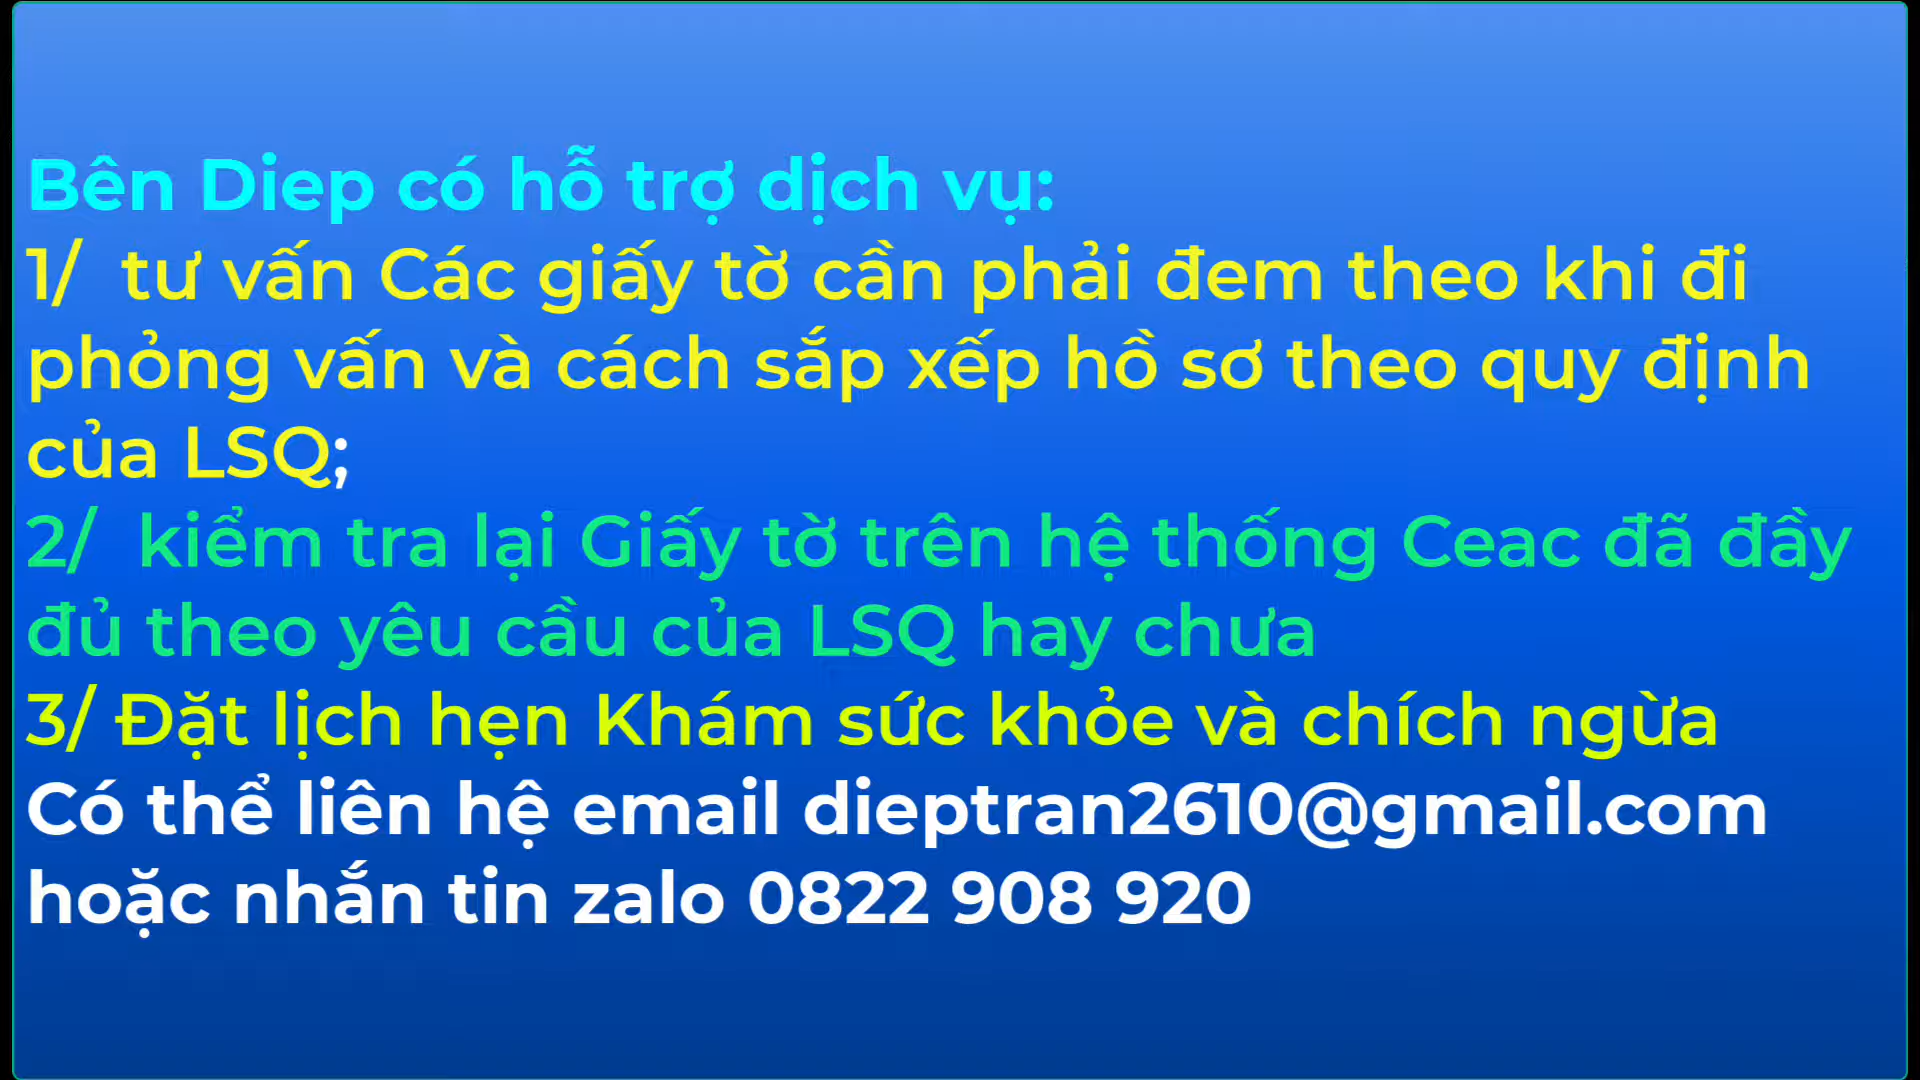 Bên Diep có hỗ trợ dịch vụ:
1/  tư vấn Các giấy tờ cần phải đem theo khi đi
phỏng vấn và cách sắp xếp hồ sơ theo quy định
của LSQ;
2/  kiểm tra lại Giấy tờ trên hệ thống Ceac đã đầy
đủ theo yêu cầu của LSQ hay chưa
3/ Đặt lịch hẹn Khám sức khỏe và chích ngừa
Có thể liên hệ email dieptran2610@gmail.com
hoặc nhắn tin zalo 0822 908 920